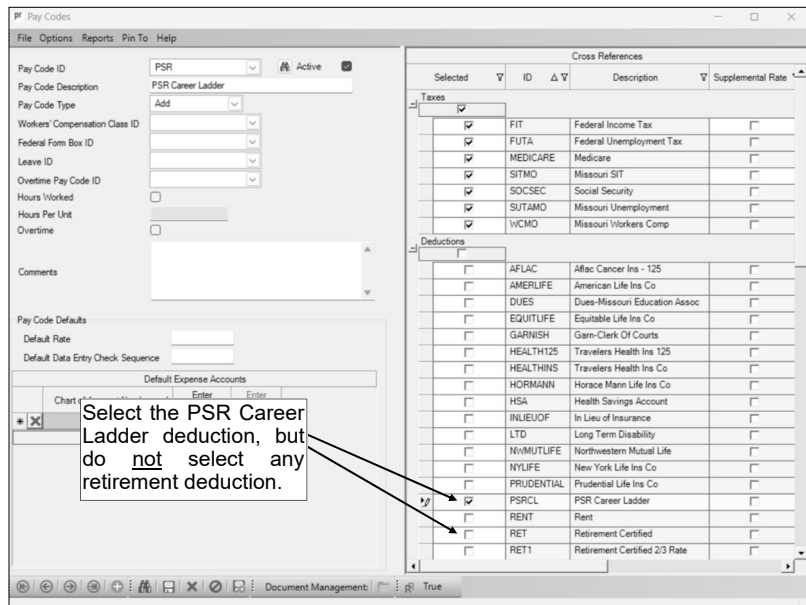 Pr Pay Codes
File Options Reports Pin To Help
Pay Code ID PSR Active
Pay Code Description PSR Career Ladder
Pay Code Type Add
Workers' Compensation Class ID
Federal Form Box ID
Leave ID
Overtime Pay Code ID
Hours Worked
Hours Per Unit
Overtime
Comments
Pay Code Defaults
Default Rate
Default Data Entry Check Sequence
Default Expense Accounts
Enter Enter
Select the PSR Career
Ladder deduction, but
do not select any
retirement deduction.
Cross References
Selected ID Description Supplemental Rate
Taxes
FIT Federal Income Tax
FUTA Federal Unemployment Tax
MEDICARE Medicare
SITMO Missouri SIT
SOCSEC Social Security
SUTAMO Missouri Unemployment
WCMO Missouri Workers Comp
Deductions
AFLAC Aflac Cancer Ins - 125
AMERLIFE American Life Ins Co
DUES Dues-Missouri Education Assoc
EQUITLIFE Equitable Life Ins Co
GARNISH Garn-Clerk Of Courts
HEALTH125 Travelers Health Ins 125
HEALTHINS Travelers Health Ins Co
HORMANN Horace Mann Life Ins Co
HSA Health Savings Account
INLIEUOF In Lieu of Insurance
LTD Long Term Disability
NWMUTLIFE Northwestern Mutual Life
NYLIFE New York Life Ins Co
PRUDENTIAL Prudential Life Ins Co
PSRCL PSR Career Ladder
RENT Rent
RET Retirement Certified
RET1 Retirement Certified 2/3 Rate
Document Management: True